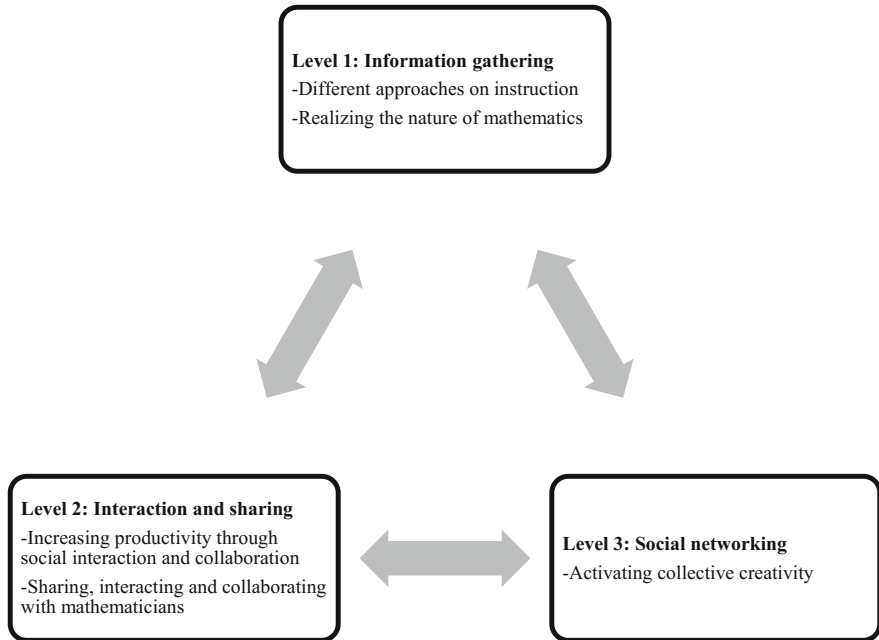 Level 1: Information gathering
-Different approaches on instruction
-Realizing the nature of mathematics
Level 2: Interaction and sharing
-Increasing productivity through
social interaction and collaboration
-Sharing, interacting and collaborating
with mathematicians
Level 3: Social networking
-Activating collective creativity